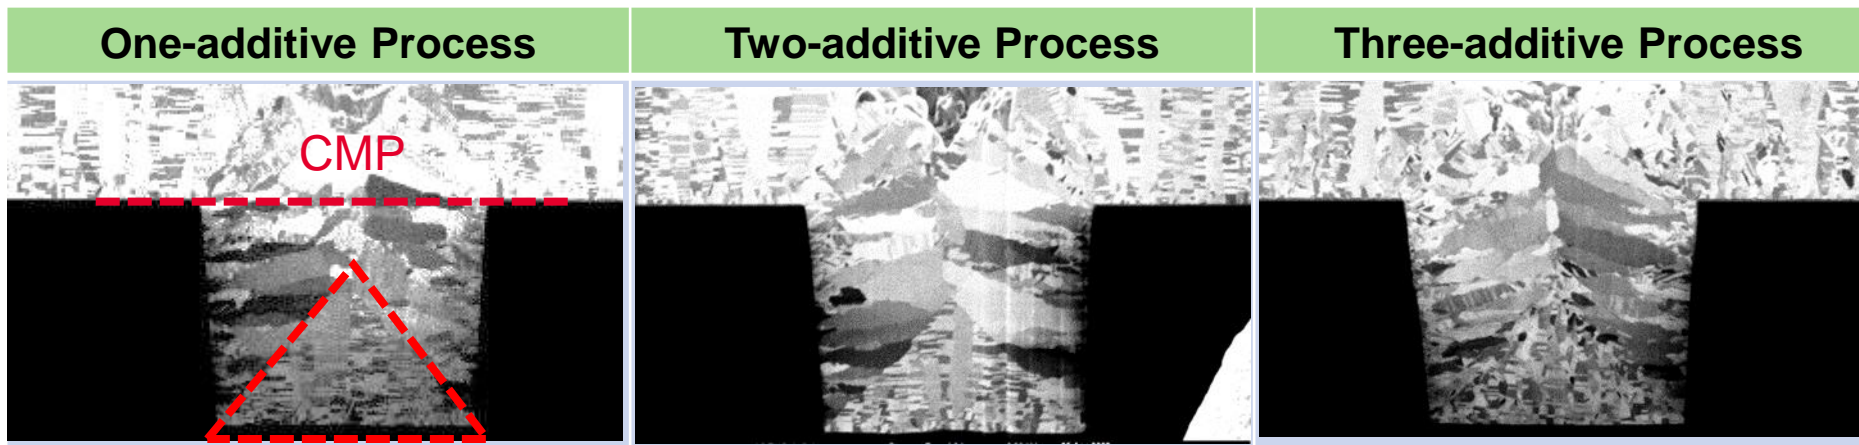 One-additive Process
Two-additive Process
Three-additive Process
CMP